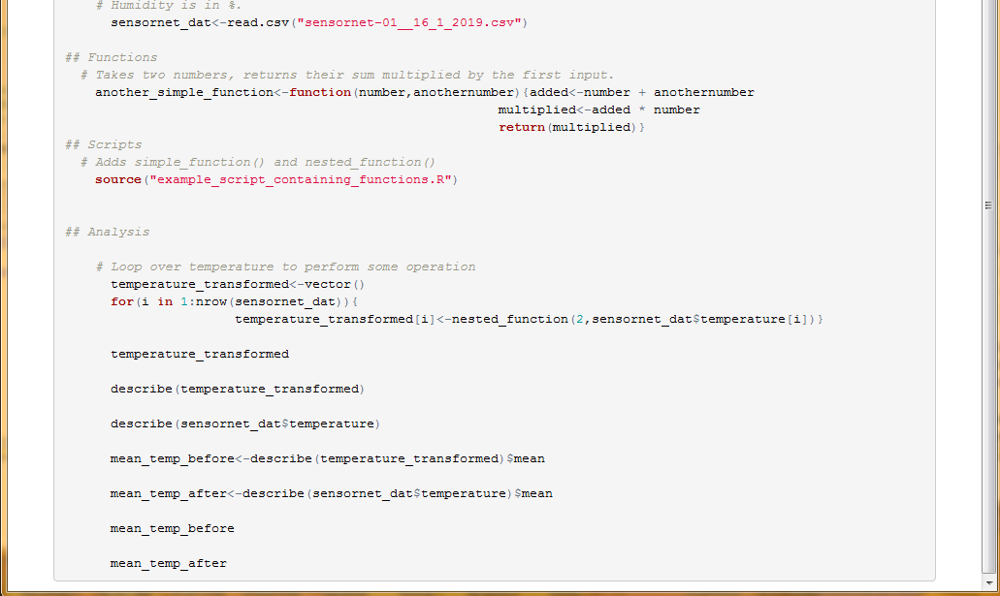 # Humidity is in %.
sensornet_dat<-read.csv("sensornet-01__16_1_2019.csv")
## Functions
# Takes two numbers, returns their sum multiplied by the first input.
another_simple_function<-function(number,anothernumber){added<-number + anothernumber
multiplied<-added * number
return(multiplied)}
## Scripts
# Adds simple_function() and nested_function()
source("example_script_containing_functions.R")
## Analysis
# Loop over temperature to perform some operation
temperature_transformed<-vector()
for(i in 1:nrow(sensornet_dat)){
temperature_transformed[i]<-nested_function(2,sensornet_dat$temperature[i])}
temperature_transformed
describe(temperature_transformed)
describe(sensornet_dat$temperature)
mean_temp_before<-describe(temperature_transformed)$mean
mean_temp_after<-describe(sensornet_dat$temperature)$mean
mean_temp_before
mean_temp_after